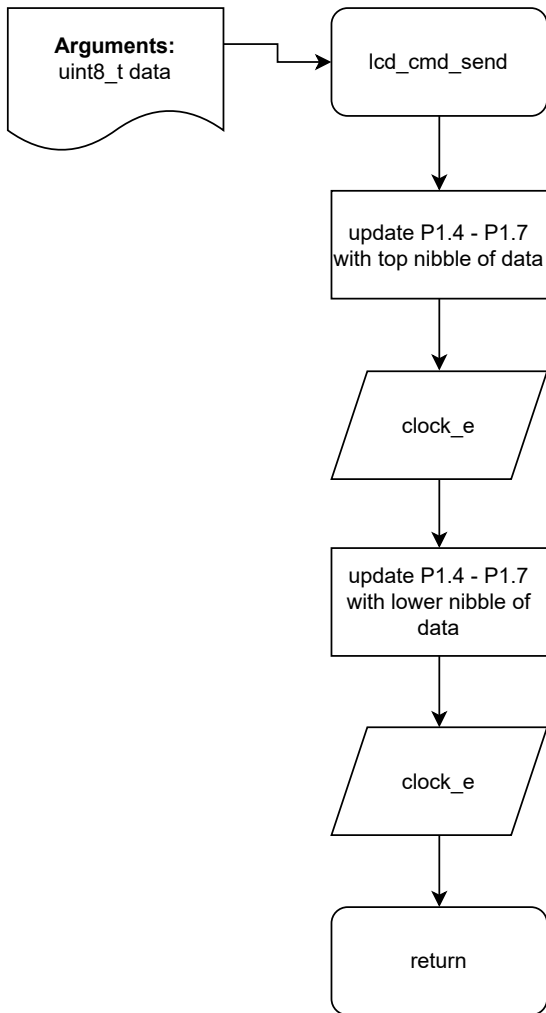 Arguments:
uint8_t data
lcd_cmd_send
update P1.4 - P1.7
with top nibble of data
clock_e
update P1.4 - P1.7
with lower nibble of
data
clock_e
return